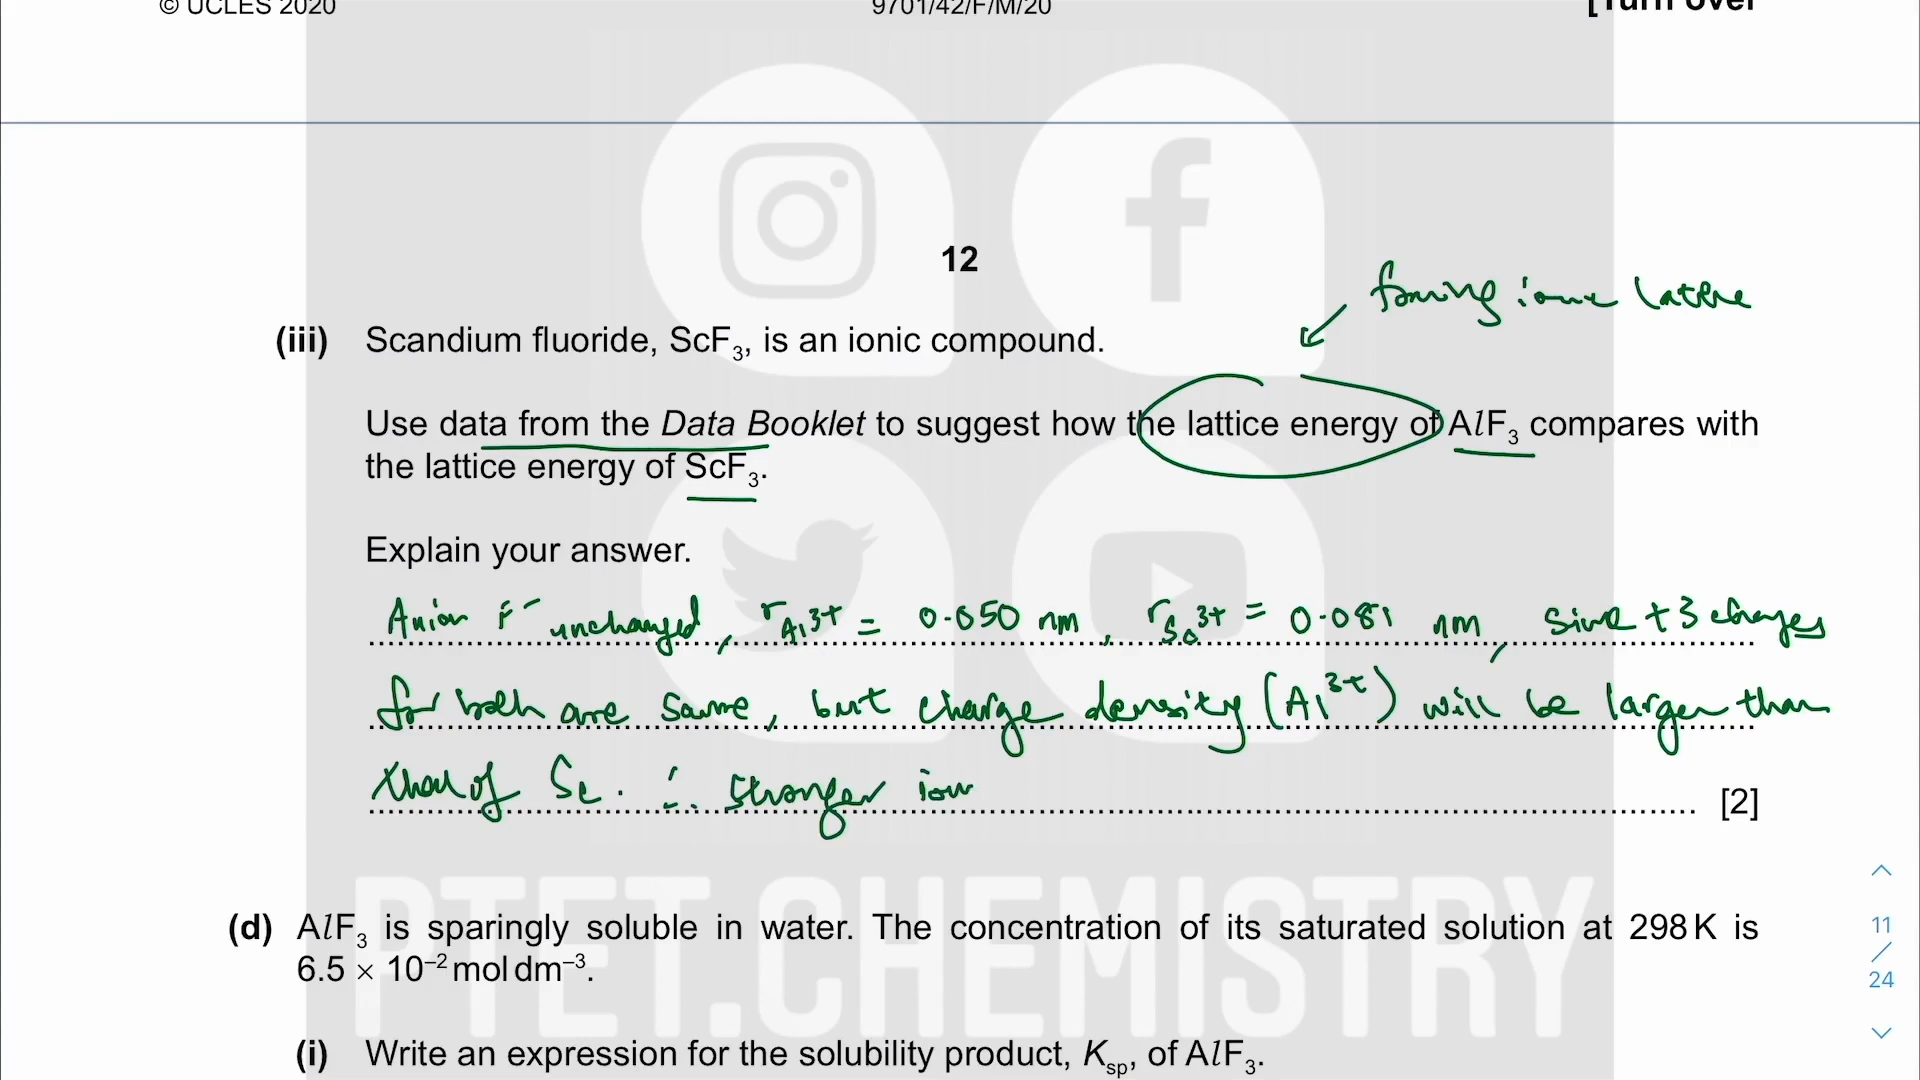 © UCLES 2020 9701/42/F/M/20 [Turn over
12
forming ionic lattice
(iii) Scandium fluoride, ScF₃, is an ionic compound.
Use data from the Data Booklet to suggest how the lattice energy of AlF₃ compares with
the lattice energy of ScF₃.
Explain your answer.
Anion F⁻ unchanged, r Al³⁺ = 0.050 nm, r Sc³⁺ = 0.081 nm, since +3 charges
for both are same, but charge density (Al³⁺) will be larger than
that of Sc. ∴ stronger ion
[2]
(d) AlF₃ is sparingly soluble in water. The concentration of its saturated solution at 298 K is
6.5 × 10⁻² mol dm⁻³.
(i) Write an expression for the solubility product, Kₛₚ, of AlF₃.
PTET.CHEMISTRY
11
/
24